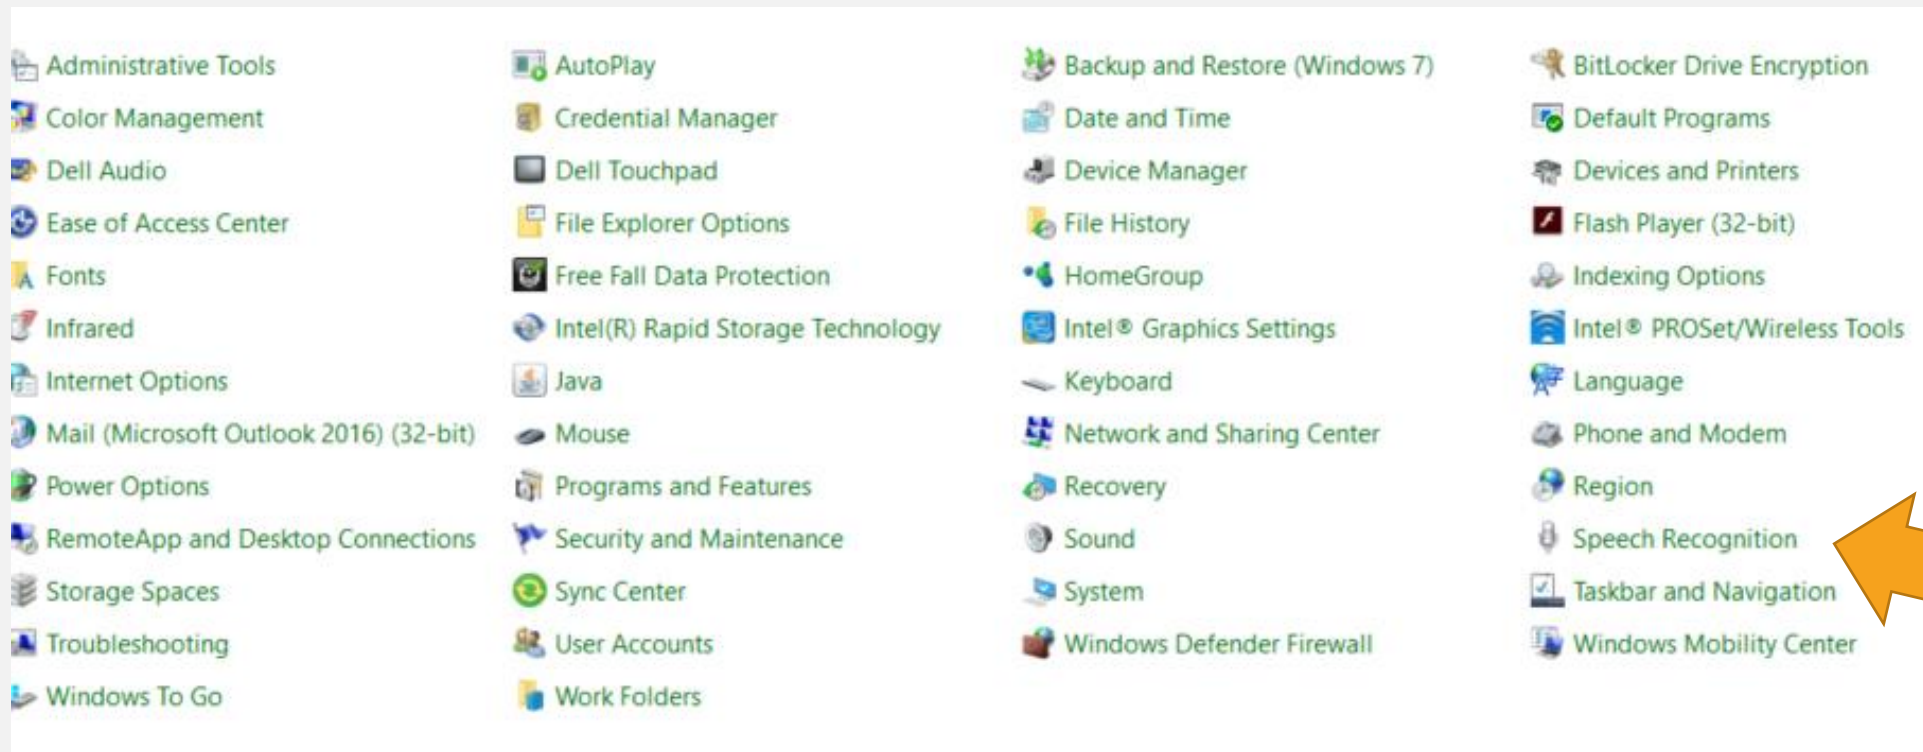 Administrative Tools
AutoPlay
Backup and Restore (Windows 7)
BitLocker Drive Encryption
Color Management
Credential Manager
Date and Time
Default Programs
Dell Audio
Dell Touchpad
Device Manager
Devices and Printers
Ease of Access Center
File Explorer Options
File History
Flash Player (32-bit)
Fonts
Free Fall Data Protection
HomeGroup
Indexing Options
Infrared
Intel(R) Rapid Storage Technology
Intel® Graphics Settings
Intel® PROSet/Wireless Tools
Internet Options
Java
Keyboard
Language
Mail (Microsoft Outlook 2016) (32-bit)
Mouse
Network and Sharing Center
Phone and Modem
Power Options
Programs and Features
Recovery
Region
RemoteApp and Desktop Connections
Security and Maintenance
Sound
Speech Recognition
Storage Spaces
Sync Center
System
Taskbar and Navigation
Troubleshooting
User Accounts
Windows Defender Firewall
Windows Mobility Center
Windows To Go
Work Folders